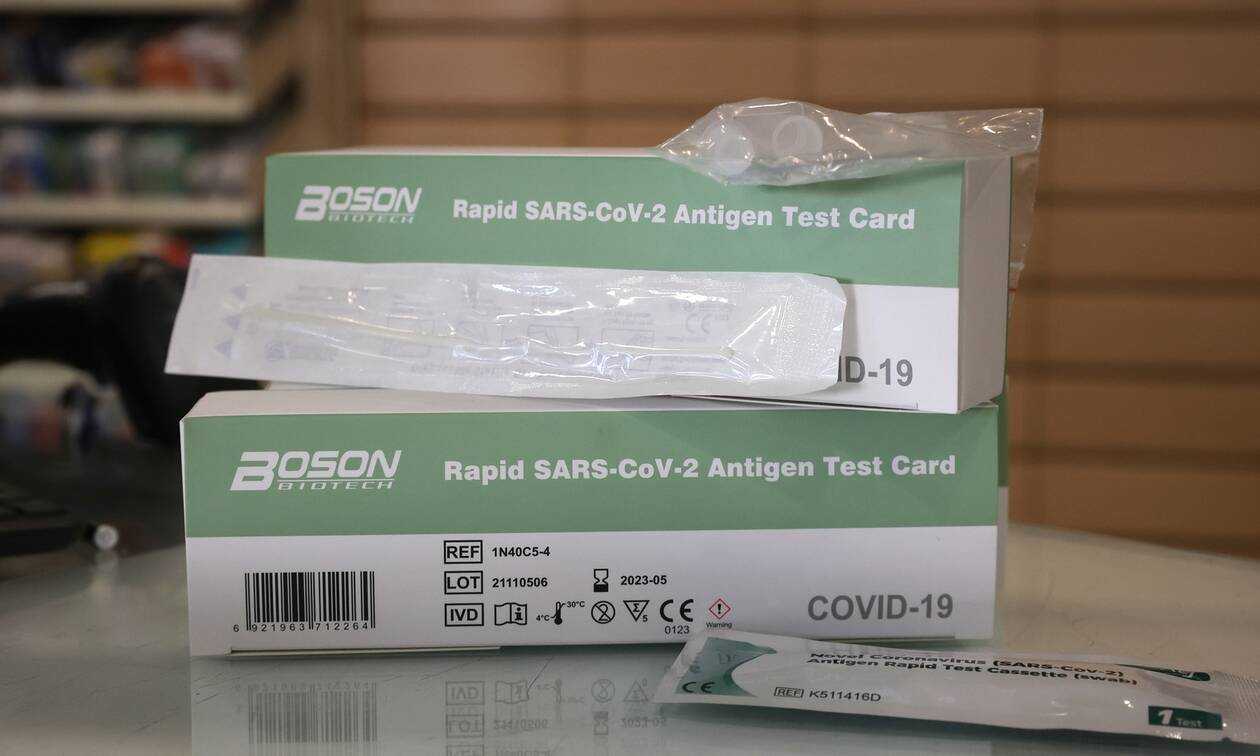 BOSON
BIOTECH
Rapid SARS-CoV-2 Antigen Test Card
ID-19
BOSON
BIOTECH
Rapid SARS-CoV-2 Antigen Test Card
REF 1N40C5-4
LOT 21110506 2023-05
IVD 4°C 30°C 5 CE 0123 Warning
6 921963 712264
COVID-19
Novel Coronavirus (SARS-CoV-2)
Antigen Rapid Test Cassette (swab)
CE
REF K511416D
1 Test